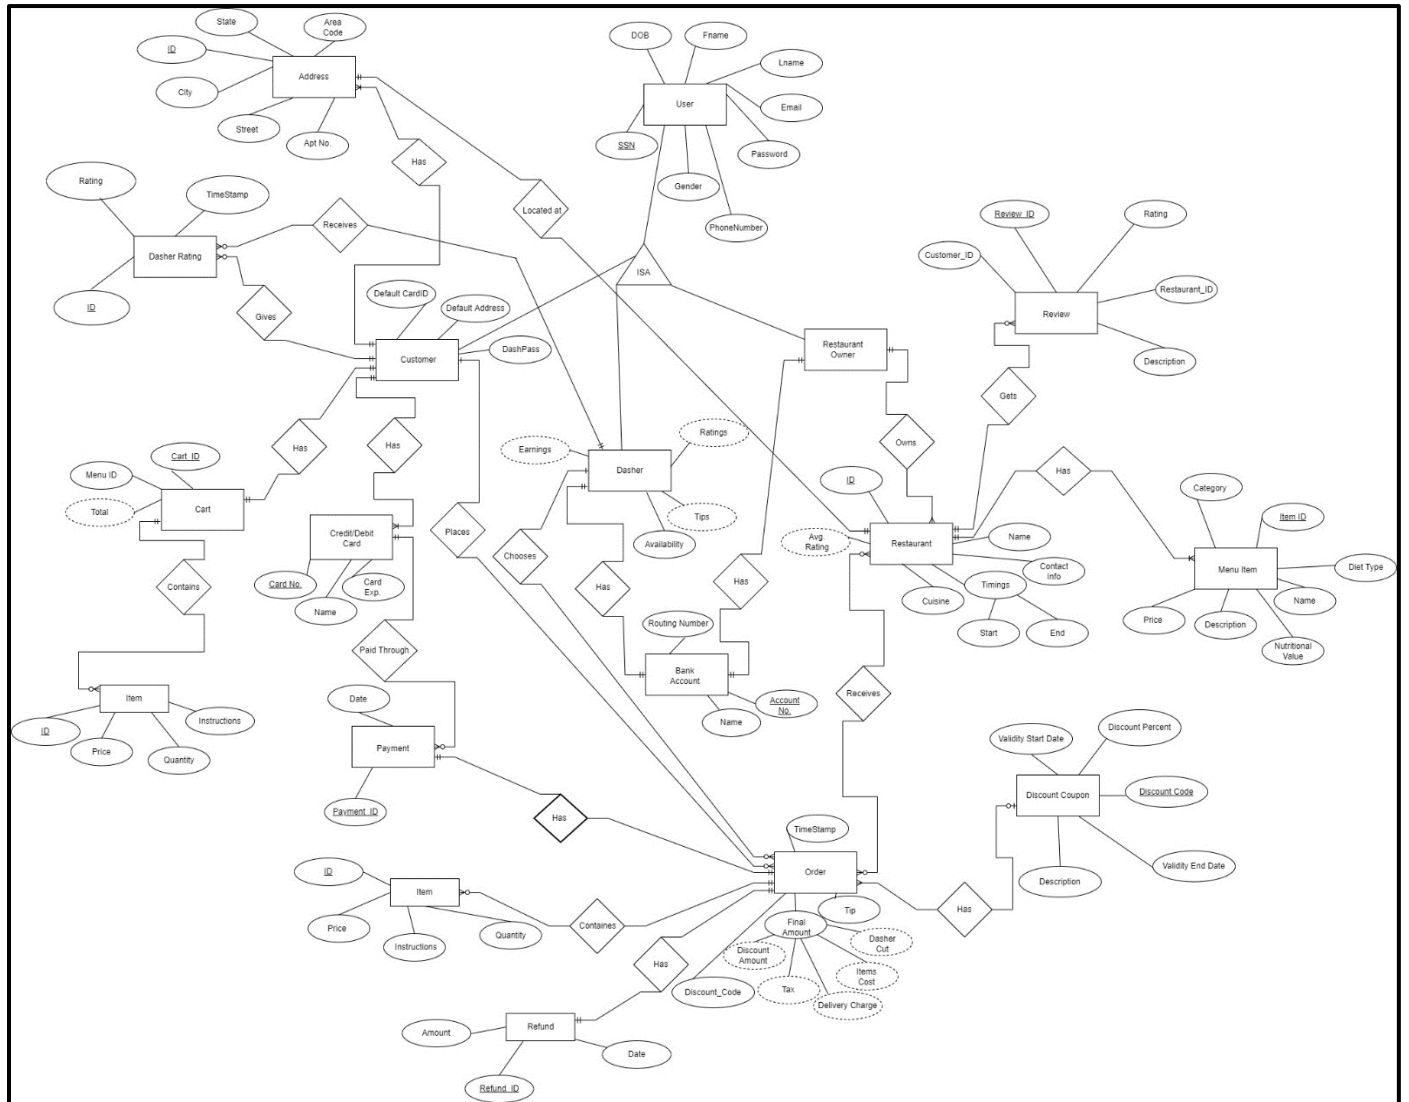 State
Area
Code
ID
Address
City
Street
Apt No.
DOB
Fname
Lname
User
Email
SSN
Password
Gender
PhoneNumber
Has
Located at
Rating
TimeStamp
Receives
Dasher Rating
ID
Gives
ISA
Review_ID
Rating
Customer_ID
Restaurant_ID
Review
Description
Default CardID
Default Address
Customer
DashPass
Restaurant
Owner
Gets
Owns
Has
Has
Cart_ID
Menu ID
Total
Cart
Contains
Earnings
Ratings
Dasher
Tips
Availability
Places
Chooses
Credit/Debit
Card
Card No.
Card
Exp.
Name
Has
Has
ID
Avg.
Rating
Restaurant
Name
Contact
Info
Timings
Cuisine
Start
End
Has
Category
Item ID
Menu Item
Diet Type
Name
Price
Description
Nutritional
Value
Routing Number
Bank
Account
Account
No.
Name
Paid Through
Receives
Item
Instructions
ID
Price
Quantity
Date
Payment
Payment_ID
Has
Validity Start Date
Discount Percent
Discount Coupon
Discount Code
Validity End Date
Description
TimeStamp
Order
Has
Tip
Final
Amount
Dasher
Cut
Discount
Amount
Items
Cost
Tax
Delivery Charge
Discount_Code
ID
Item
Price
Instructions
Quantity
Containes
Has
Amount
Refund
Date
Refund_ID